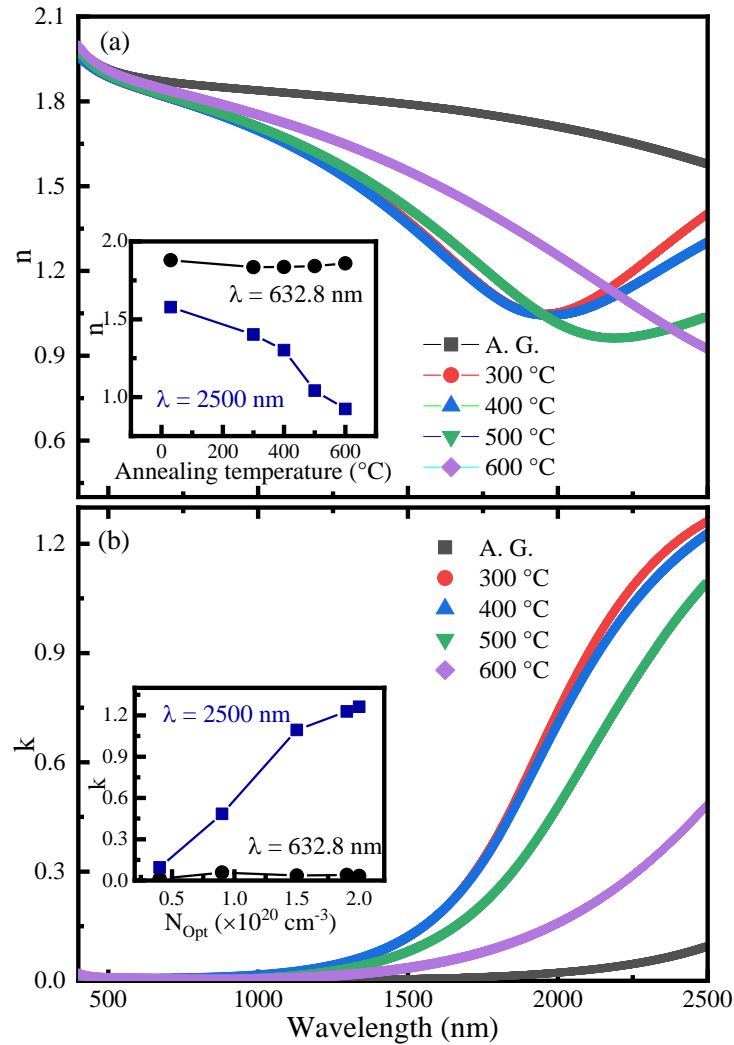 2.1
(a)
1.8
1.5
n
1.2
0.9
0.6
2.0
λ = 632.8 nm
n
1.5
λ = 2500 nm
1.0
0 200 400 600
Annealing temperature (°C)
A. G.
300 °C
400 °C
500 °C
600 °C
(b)
1.2
A. G.
300 °C
400 °C
500 °C
600 °C
0.9
k
0.6
0.3
0.0
1.2
λ = 2500 nm
0.9
k
0.6
0.3
λ = 632.8 nm
0.0
0.5 1.0 1.5 2.0
N_Opt (×10^20 cm^-3)
500 1000 1500 2000 2500
Wavelength (nm)